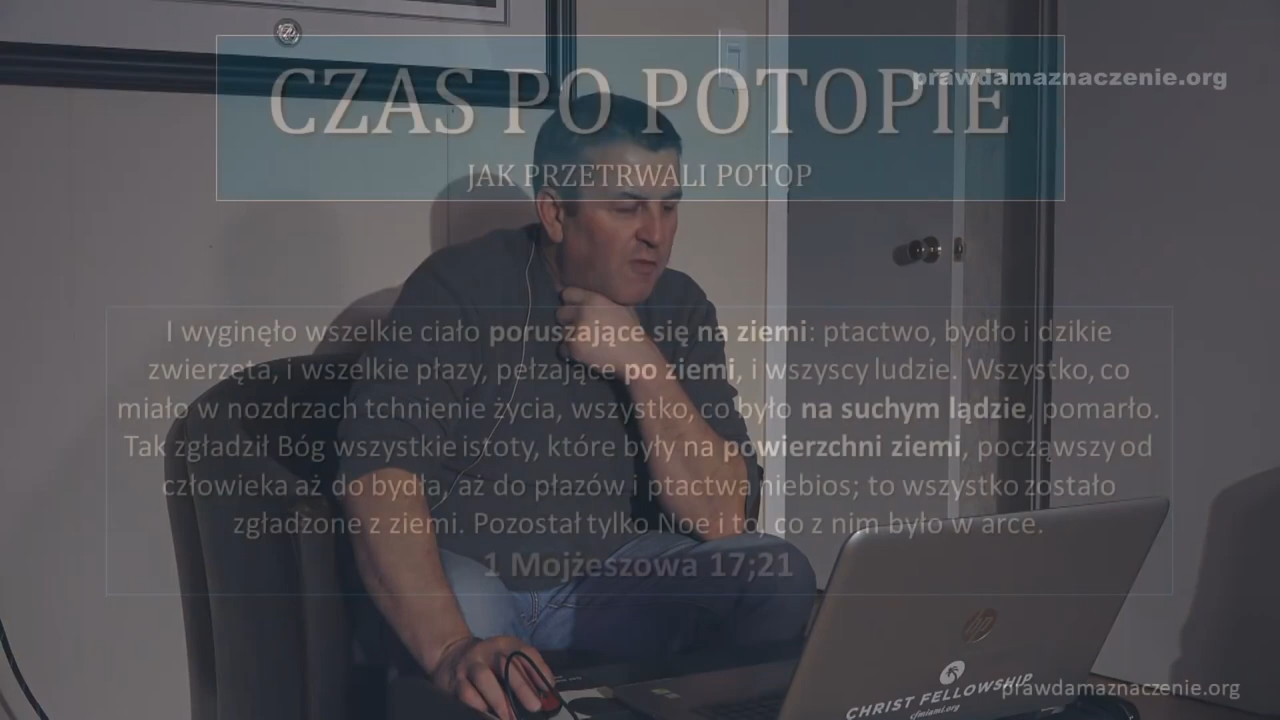 CZAS PO POTOPIE
prawdamaznaczenie.org
JAK PRZETRWALI POTOP
I wyginęło wszelkie ciało poruszające się na ziemi: ptactwo, bydło i dzikie
zwierzęta, i wszelkie płazy, pełzające po ziemi, i wszyscy ludzie. Wszystko, co
miało w nozdrzach tchnienie życia, wszystko, co było na suchym lądzie, pomarło.
Tak zgładził Bóg wszystkie istoty, które były na powierzchni ziemi, począwszy od
człowieka aż do bydła, aż do płazów i ptactwa niebios; to wszystko zostało
zgładzone z ziemi. Pozostał tylko Noe i to, co z nim było w arce.
1 Mojżeszowa 17;21
hp
CHRIST FELLOWSHIP
cfmiami.org
prawdamaznaczenie.org